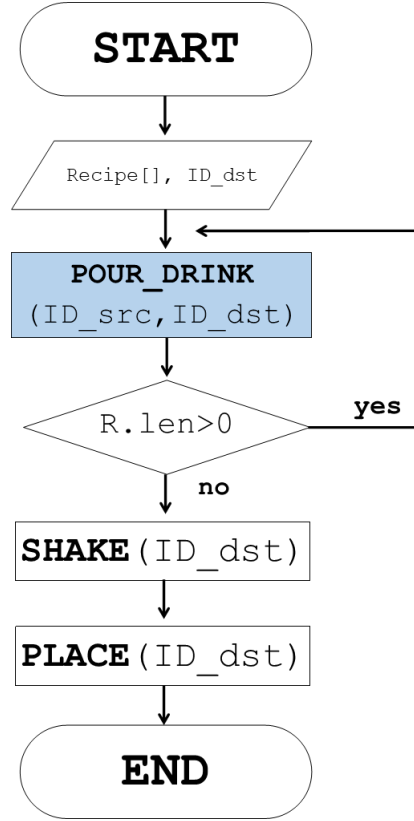 START
Recipe[], ID_dst
POUR_DRINK
(ID_src,ID_dst)
R.len>0
yes
no
SHAKE(ID_dst)
PLACE(ID_dst)
END